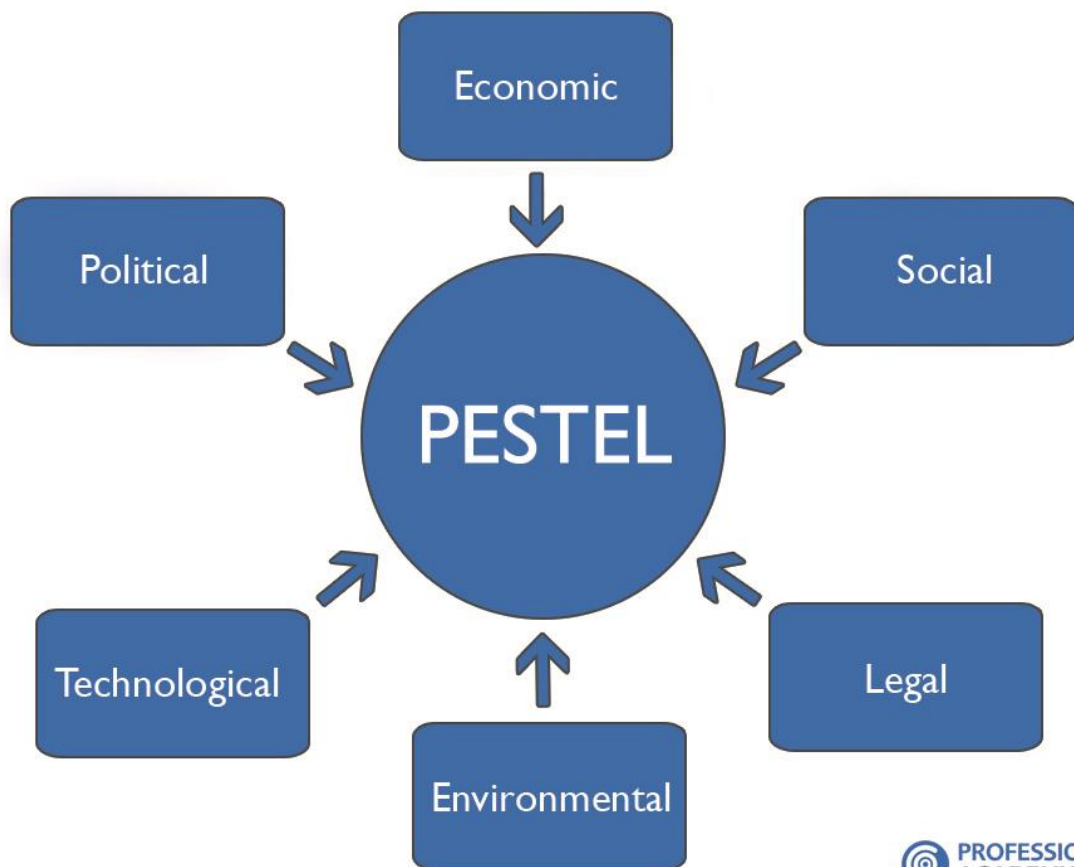 Economic
Political
Social
PESTEL
Technological
Legal
Environmental